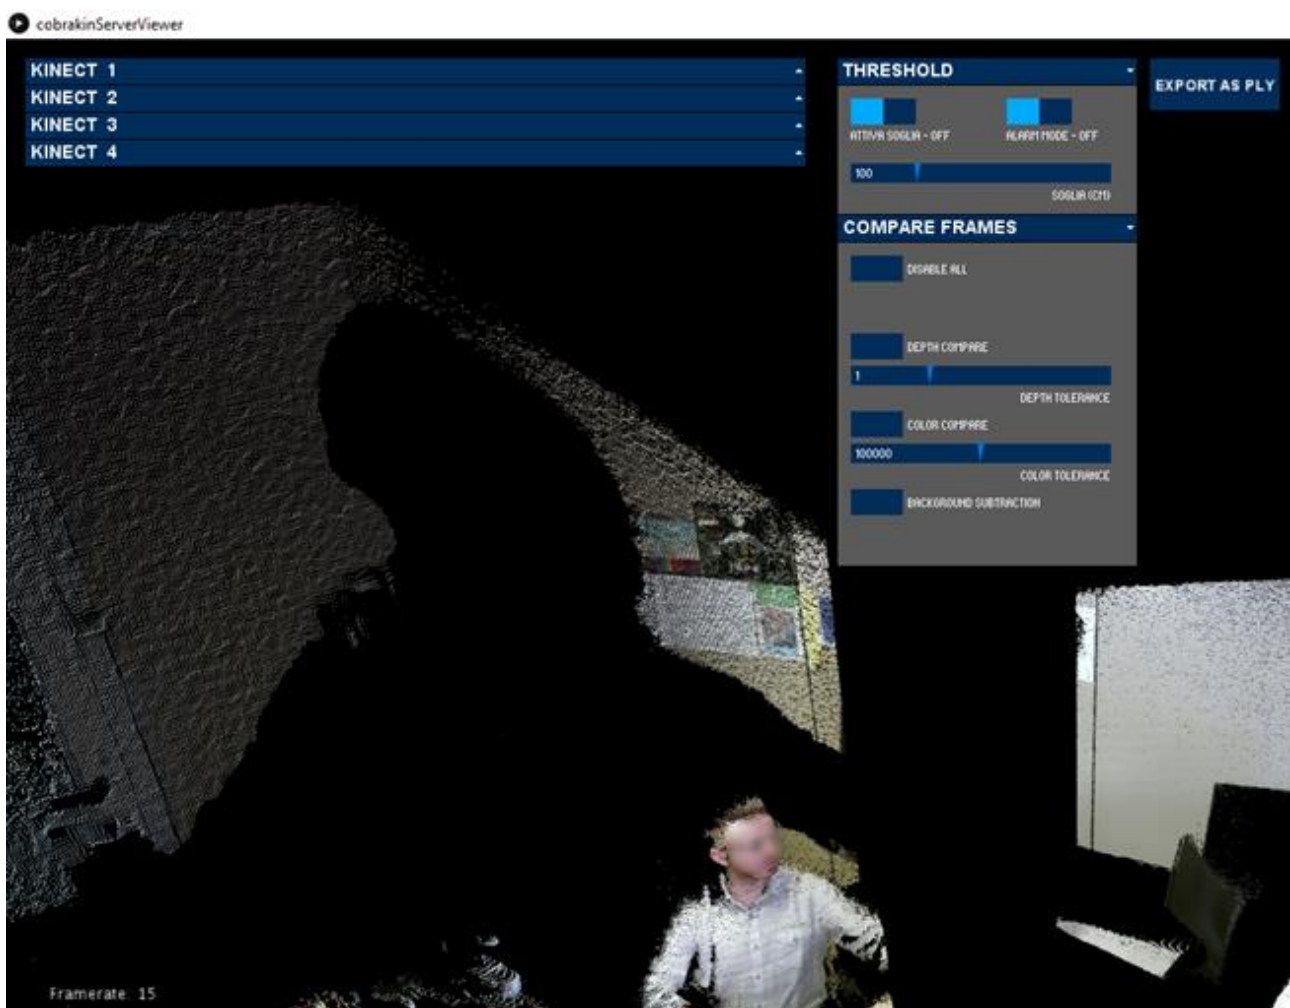 cobrakinServerViewer
KINECT 1
KINECT 2
KINECT 3
KINECT 4
THRESHOLD
ATTIVA SOGLIA - OFF
ALARM MODE - OFF
100
SOGLIA (CM)
COMPARE FRAMES
DISABLE ALL
DEPTH COMPARE
1
DEPTH TOLERANCE
COLOR COMPARE
100000
COLOR TOLERANCE
BACKGROUND SUBTRACTION
EXPORT AS PLY
Framerate: 15